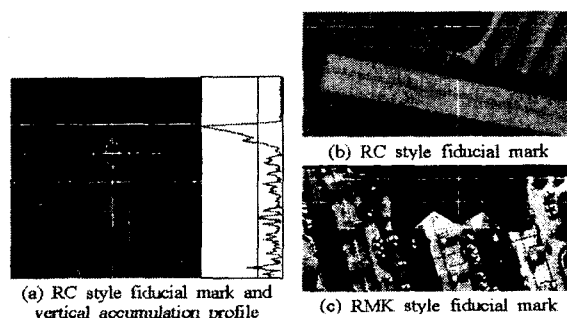 (a) RC style fiducial mark and
vertical accumulation profile
(b) RC style fiducial mark
(c) RMK style fiducial mark